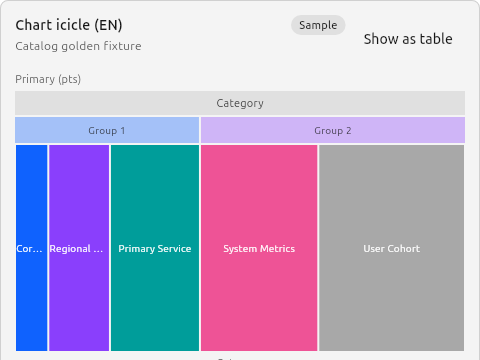 Chart icicle (EN)
Sample
Show as table
Catalog golden fixture
Primary (pts)
Category
Group 1
Group 2
Cor...
Regional ...
Primary Service
System Metrics
User Cohort